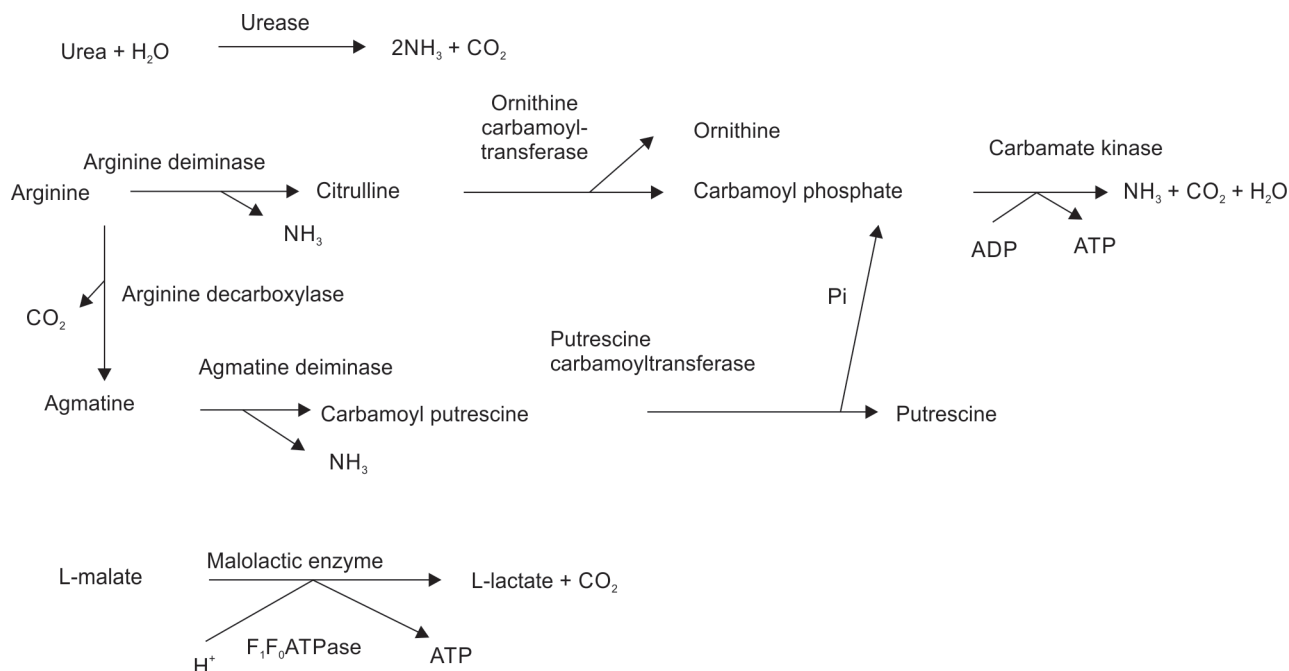 Urease
Urea + H₂O
2NH₃ + CO₂
Ornithine
carbamoyl-
transferase
Ornithine
Arginine deiminase
Carbamate kinase
Arginine
Citrulline
Carbamoyl phosphate
NH₃ + CO₂ + H₂O
NH₃
ADP
ATP
Arginine decarboxylase
CO₂
Pi
Putrescine
carbamoyltransferase
Agmatine deiminase
Agmatine
Carbamoyl putrescine
Putrescine
NH₃
Malolactic enzyme
L-malate
L-lactate + CO₂
H⁺
F₁F₀ATPase
ATP